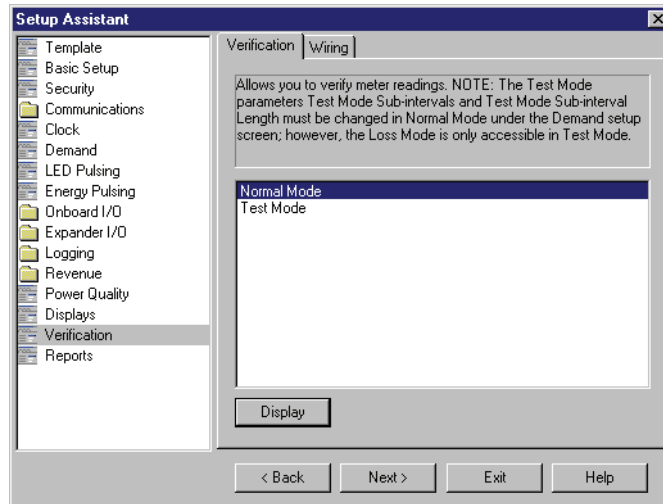 Setup Assistant
Template
Basic Setup
Security
Communications
Clock
Demand
LED Pulsing
Energy Pulsing
Onboard I/O
Expander I/O
Logging
Revenue
Power Quality
Displays
Verification
Reports
Verification
Wiring
Allows you to verify meter readings. NOTE: The Test Mode
parameters Test Mode Sub-intervals and Test Mode Sub-interval
Length must be changed in Normal Mode under the Demand setup
screen; however, the Loss Mode is only accessible in Test Mode.
Normal Mode
Test Mode
Display
< Back
Next >
Exit
Help